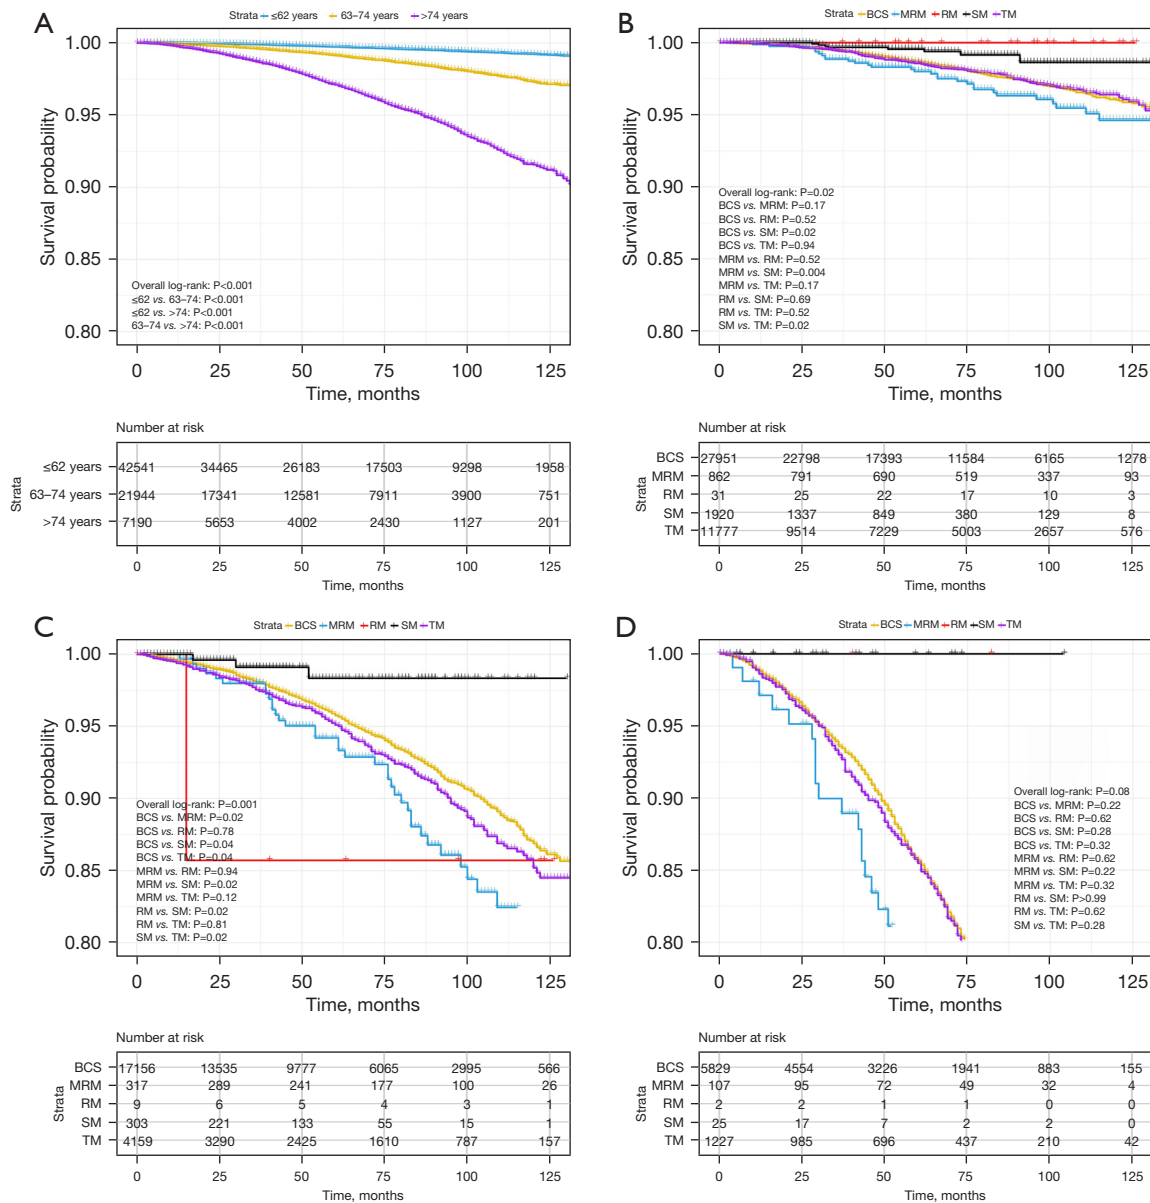 A
Strata ≤62 years 63–74 years >74 years
Survival probability
1.00
0.95
0.90
0.85
0.80
Overall log-rank: P<0.001
≤62 vs. 63–74: P<0.001
≤62 vs. >74: P<0.001
63–74 vs. >74: P<0.001
0 25 50 75 100 125
Time, months
Number at risk
Strata
≤62 years 42541 34465 26183 17503 9298 1958
63–74 years 21944 17341 12581 7911 3900 751
>74 years 7190 5653 4002 2430 1127 201
0 25 50 75 100 125
Time, months
B
Strata BCS MRM RM SM TM
Survival probability
1.00
0.95
0.90
0.85
0.80
Overall log-rank: P=0.02
BCS vs. MRM: P=0.17
BCS vs. RM: P=0.52
BCS vs. SM: P=0.02
BCS vs. TM: P=0.94
MRM vs. RM: P=0.52
MRM vs. SM: P=0.004
MRM vs. TM: P=0.17
RM vs. SM: P=0.69
RM vs. TM: P=0.52
SM vs. TM: P=0.02
0 25 50 75 100 125
Time, months
Number at risk
Strata
BCS 27951 22798 17393 11584 6165 1278
MRM 862 791 690 519 337 93
RM 31 25 22 17 10 3
SM 1920 1337 849 380 129 8
TM 11777 9514 7229 5003 2657 576
0 25 50 75 100 125
Time, months
C
Strata BCS MRM RM SM TM
Survival probability
1.00
0.95
0.90
0.85
0.80
Overall log-rank: P=0.001
BCS vs. MRM: P=0.02
BCS vs. RM: P=0.78
BCS vs. SM: P=0.04
BCS vs. TM: P=0.04
MRM vs. RM: P=0.94
MRM vs. SM: P=0.02
MRM vs. TM: P=0.12
RM vs. SM: P=0.02
RM vs. TM: P=0.81
SM vs. TM: P=0.02
0 25 50 75 100 125
Time, months
Number at risk
Strata
BCS 17156 13535 9777 6065 2995 566
MRM 317 289 241 177 100 26
RM 9 6 5 4 3 1
SM 303 221 133 55 15 1
TM 4159 3290 2425 1610 787 157
0 25 50 75 100 125
Time, months
D
Strata BCS MRM RM SM TM
Survival probability
1.00
0.95
0.90
0.85
0.80
Overall log-rank: P=0.08
BCS vs. MRM: P=0.22
BCS vs. RM: P=0.62
BCS vs. SM: P=0.28
BCS vs. TM: P=0.32
MRM vs. RM: P=0.62
MRM vs. SM: P=0.22
MRM vs. TM: P=0.32
RM vs. SM: P>0.99
RM vs. TM: P=0.62
SM vs. TM: P=0.28
0 25 50 75 100 125
Time, months
Number at risk
Strata
BCS 5829 4554 3226 1941 883 155
MRM 107 95 72 49 32 4
RM 2 2 1 1 0 0
SM 25 17 7 2 2 0
TM 1227 985 696 437 210 42
0 25 50 75 100 125
Time, months